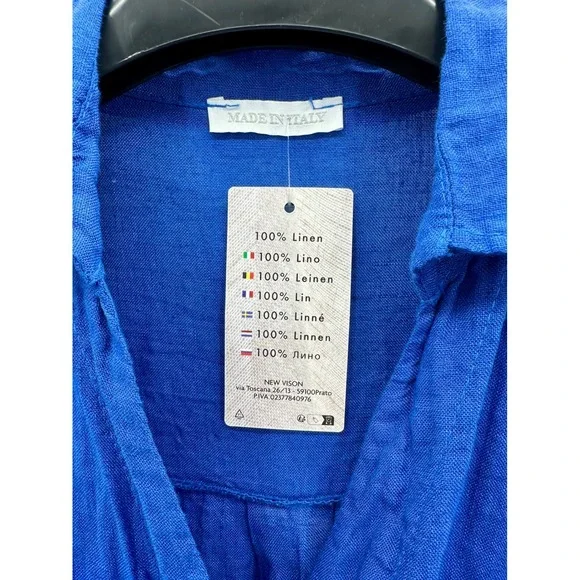 MADE IN ITALY
100% Linen
100% Lino
100% Leinen
100% Lin
100% Linné
100% Linnen
100% Лино
NEW VISON
via Toscana 26/13 - 59100Prato
P.IVA 02377840976